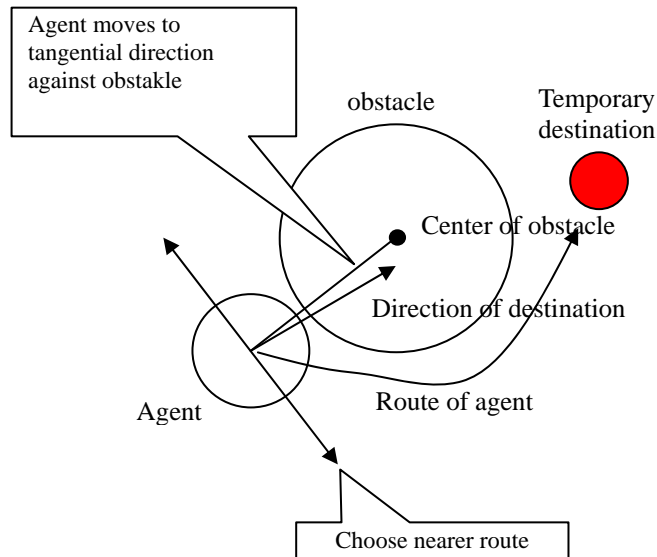 Agent moves to
tangential direction
against obstakle
obstacle
Temporary
destination
Center of obstacle
Direction of destination
Agent
Route of agent
Choose nearer route